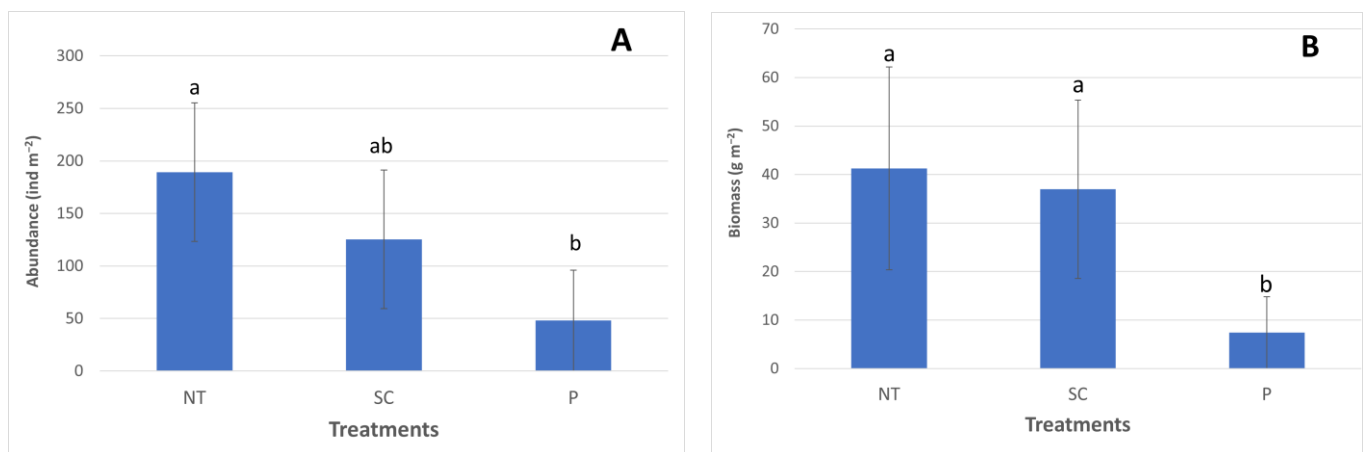 A
300
250
200
150
100
50
0
Abundance (ind m⁻²)
a
ab
b
NT SC P
Treatments
B
70
60
50
40
30
20
10
0
Biomass (g m⁻²)
a
a
b
NT SC P
Treatments